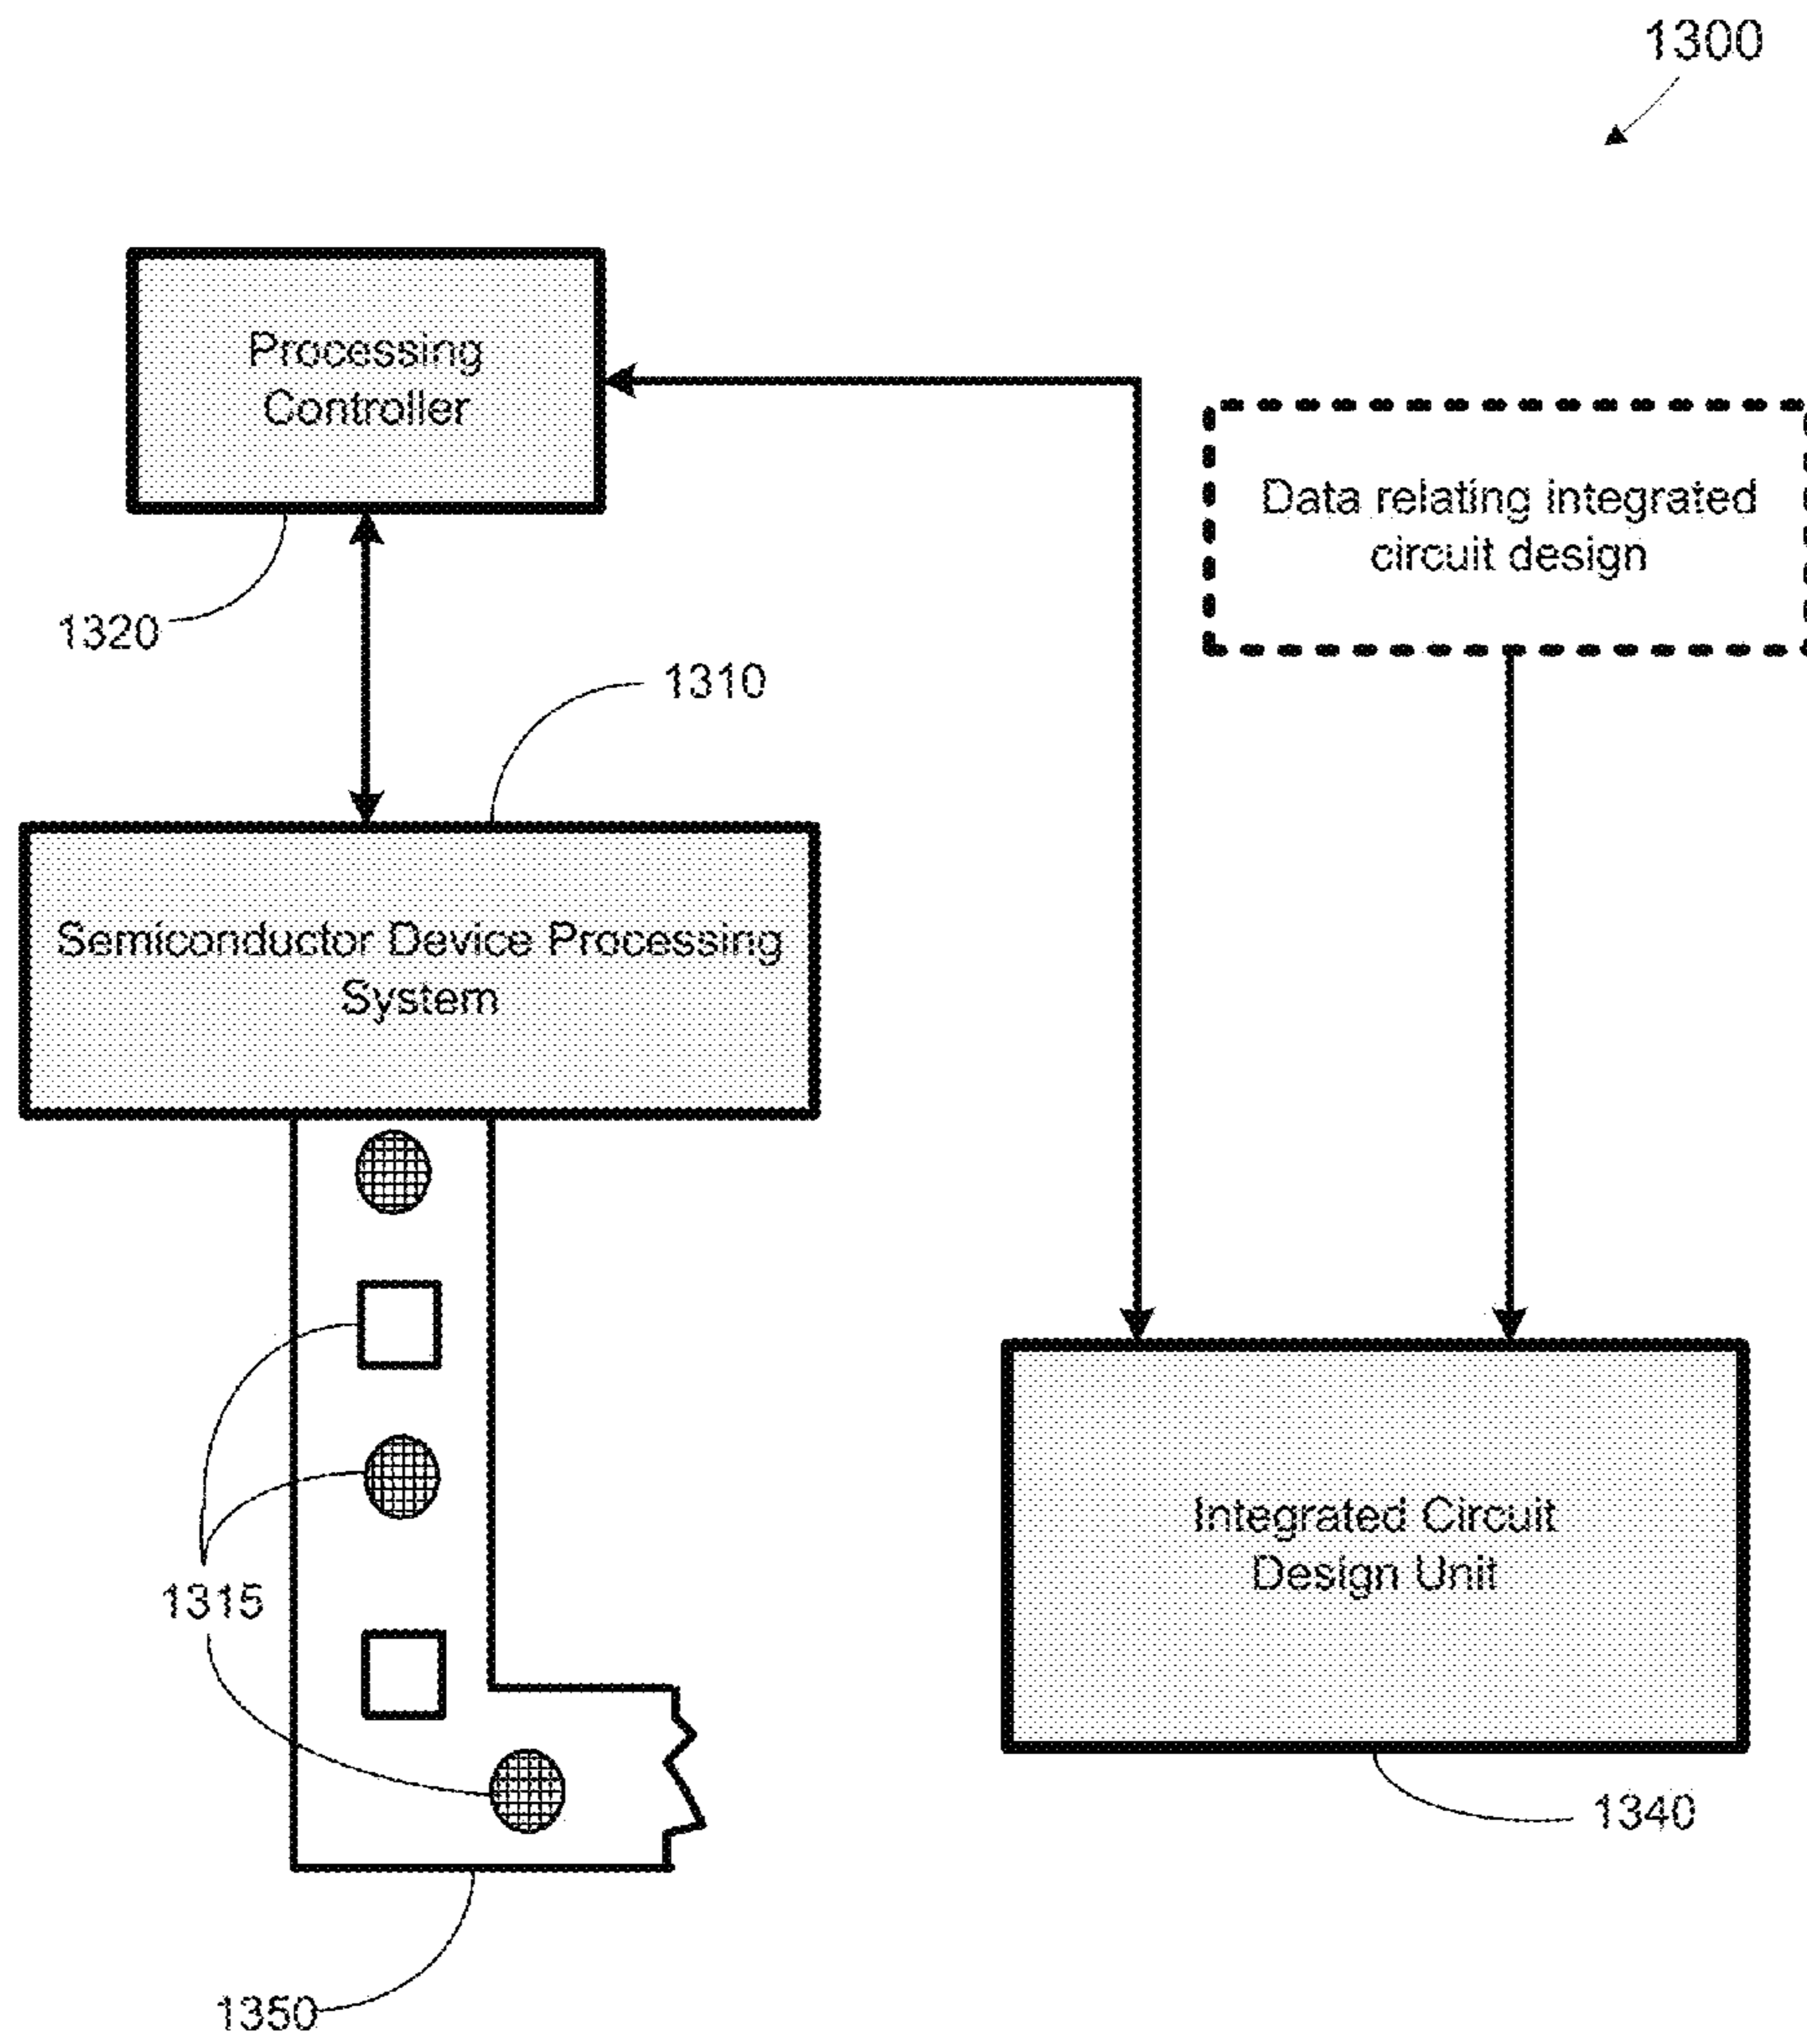 1300
Processing
Controller
Data relating integrated
circuit design
1320
1310
Semiconductor Device Processing
System
1315
Integrated Circuit
Design Unit
1340
1350